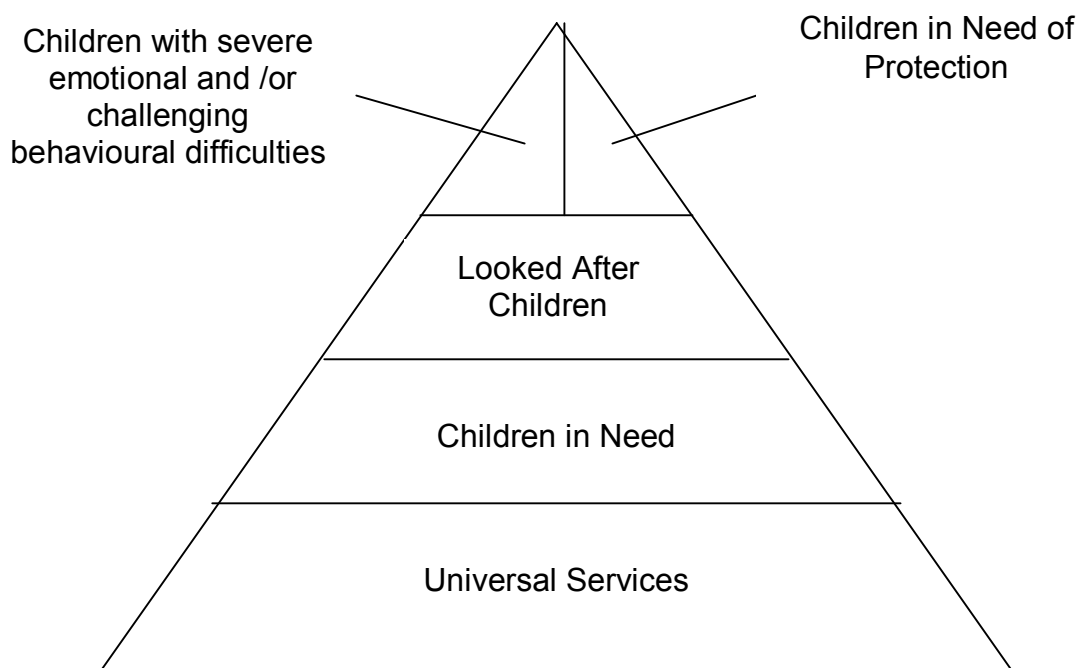 Children with severe
emotional and /or
challenging
behavioural difficulties
Children in Need of
Protection
Looked After
Children
Children in Need
Universal Services